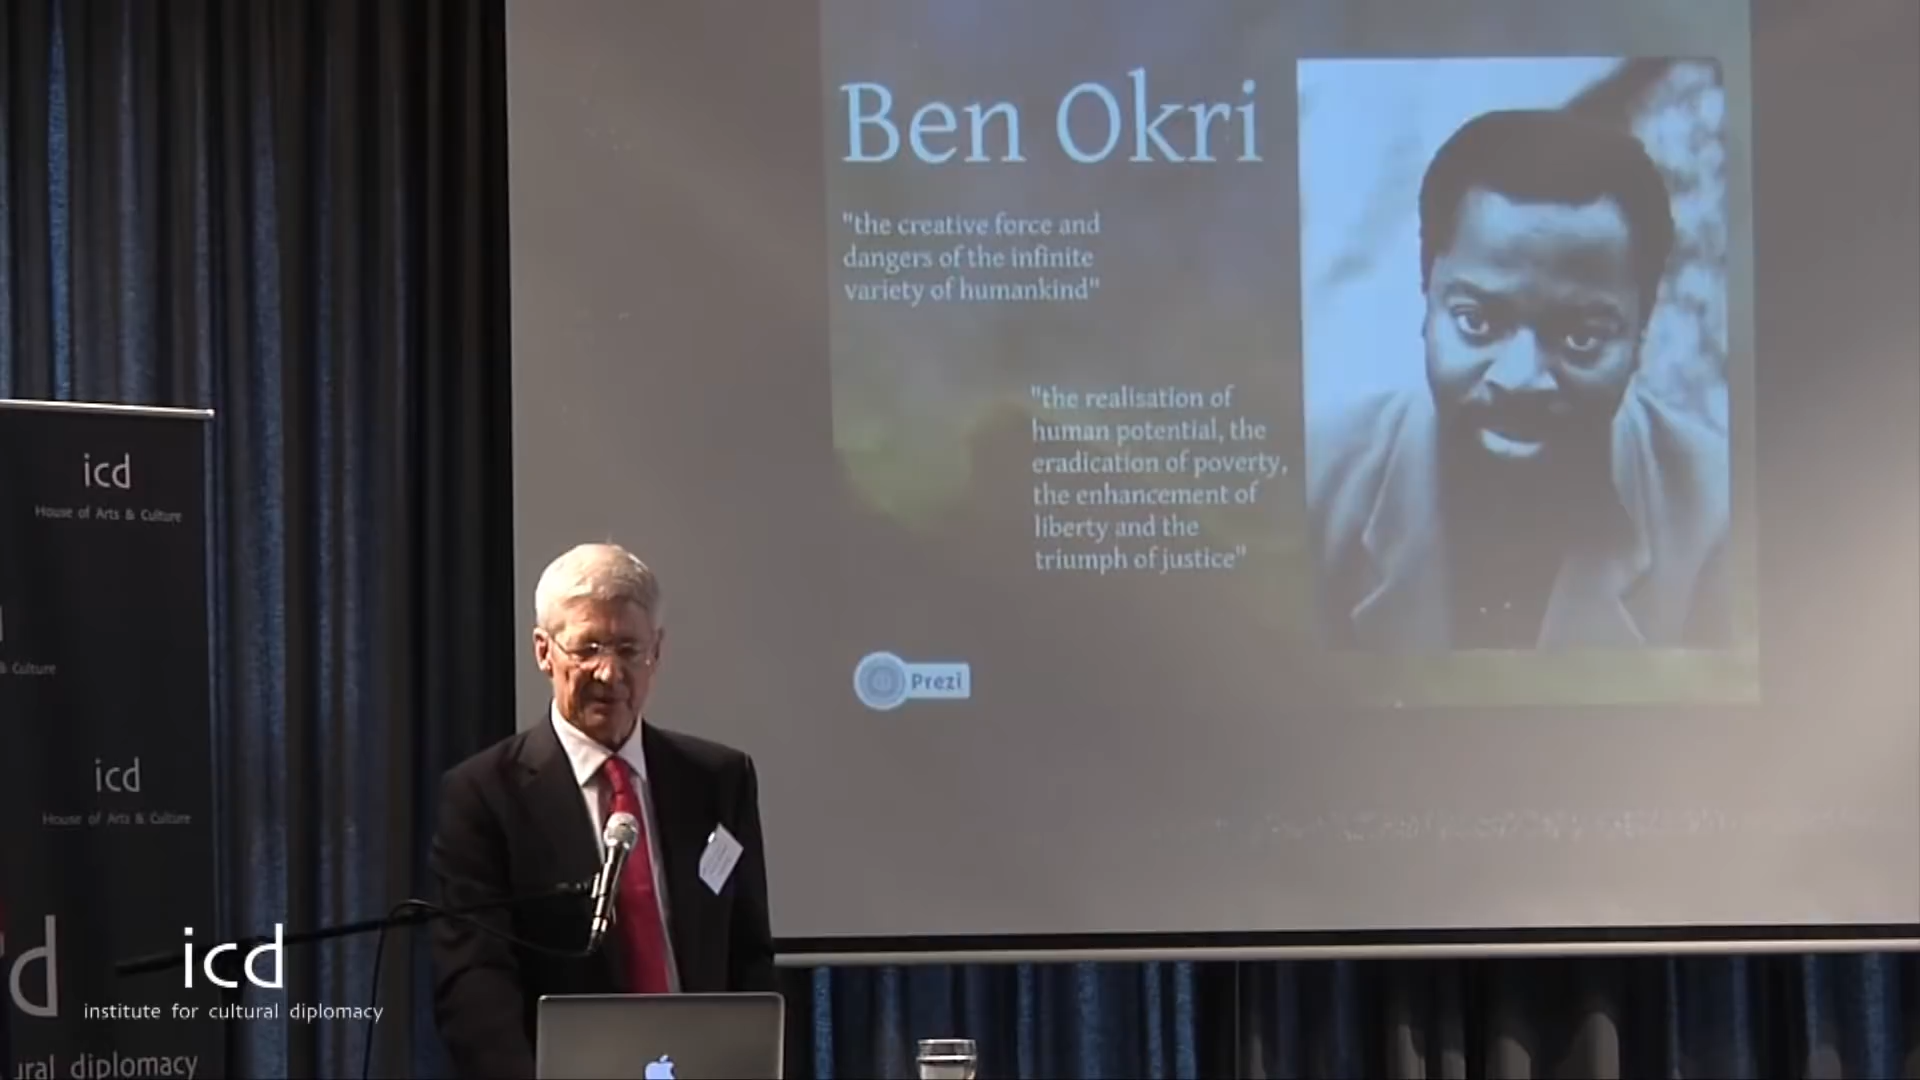 Ben Okri
"the creative force and
dangers of the infinite
variety of humankind"
"the realisation of
human potential, the
eradication of poverty,
the enhancement of
liberty and the
triumph of justice"
Prezi
icd
House of Arts & Culture
& Culture
icd
House of Arts & Culture
d
diplomacy
icd
institute for cultural diplomacy